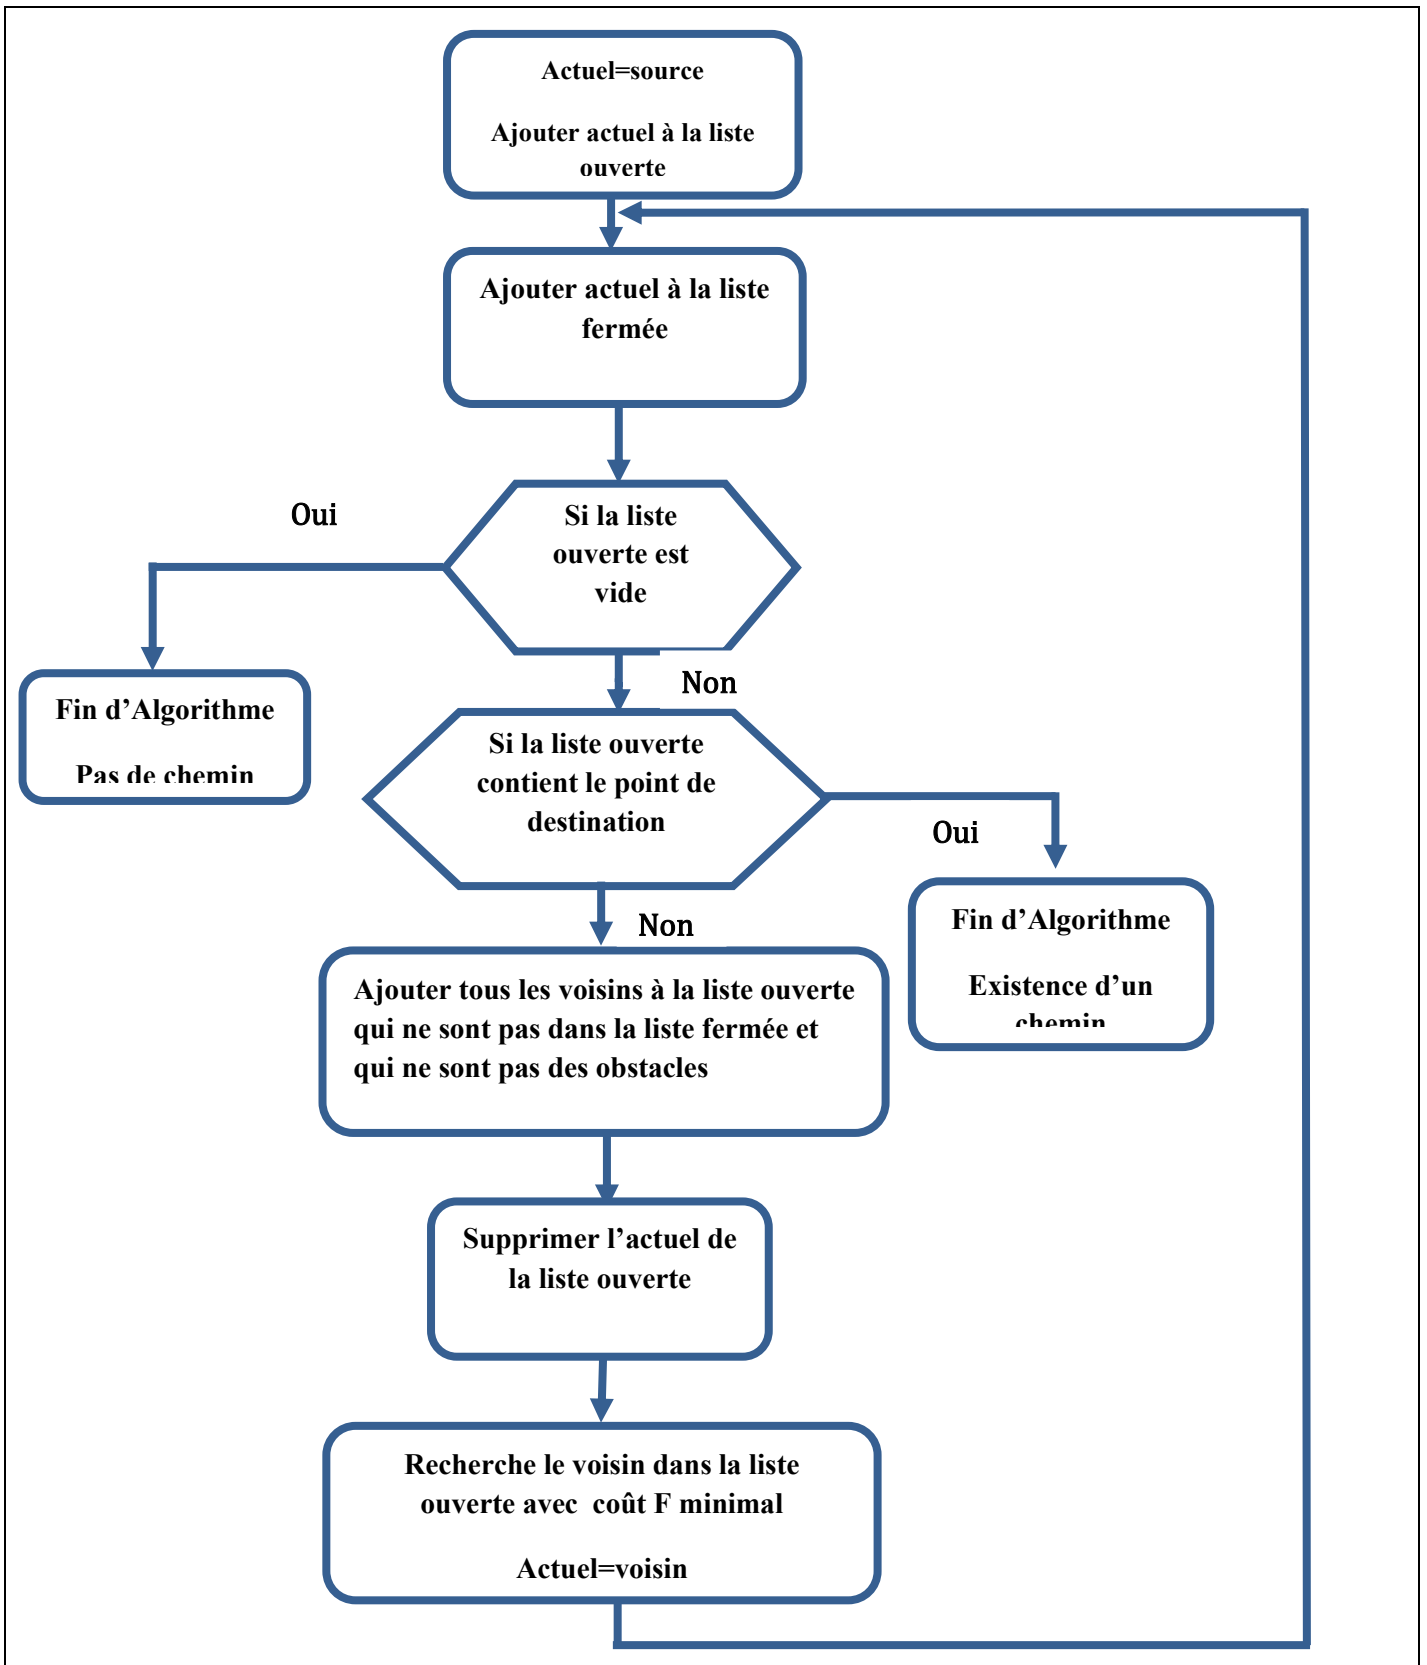 Actuel=source
Ajouter actuel à la liste
ouverte
Ajouter actuel à la liste
fermée
Oui
Si la liste
ouverte est
vide
Non
Fin d’Algorithme
Pas de chemin
Si la liste ouverte
contient le point de
destination
Oui
Non
Fin d’Algorithme
Existence d’un
chemin
Ajouter tous les voisins à la liste ouverte
qui ne sont pas dans la liste fermée et
qui ne sont pas des obstacles
Supprimer l’actuel de
la liste ouverte
Recherche le voisin dans la liste
ouverte avec coût F minimal
Actuel=voisin